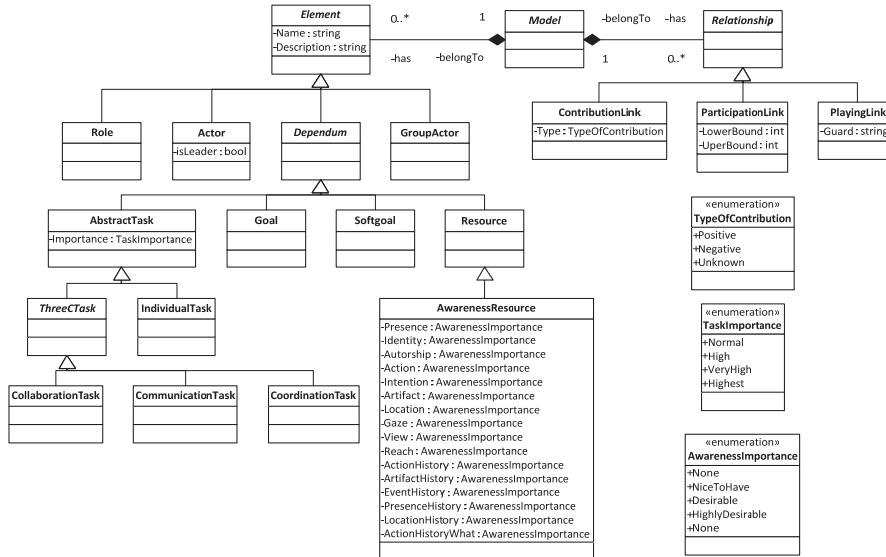 Element
-Name : string
-Description : string
0..*
1
-has
-belongTo
Model
-belongTo
-has
1
0..*
Relationship
Role
Actor
-isLeader : bool
Dependum
GroupActor
ContributionLink
-Type : TypeOfContribution
ParticipationLink
-LowerBound : int
-UperBound : int
PlayingLink
-Guard : string
AbstractTask
-Importance : TaskImportance
Goal
Softgoal
Resource
«enumeration»
TypeOfContribution
+Positive
+Negative
+Unknown
ThreeCTask
IndividualTask
AwarenessResource
-Presence : AwarenessImportance
-Identity : AwarenessImportance
-Autorship : AwarenessImportance
-Action : AwarenessImportance
-Intention : AwarenessImportance
-Artifact : AwarenessImportance
-Location : AwarenessImportance
-Gaze : AwarenessImportance
-View : AwarenessImportance
-Reach : AwarenessImportance
-ActionHistory : AwarenessImportance
-ArtifactHistory : AwarenessImportance
-EventHistory : AwarenessImportance
-PresenceHistory : AwarenessImportance
-LocationHistory : AwarenessImportance
-ActionHistoryWhat : AwarenessImportance
«enumeration»
TaskImportance
+Normal
+High
+VeryHigh
+Highest
CollaborationTask
CommunicationTask
CoordinationTask
«enumeration»
AwarenessImportance
+None
+NiceToHave
+Desirable
+HighlyDesirable
+None